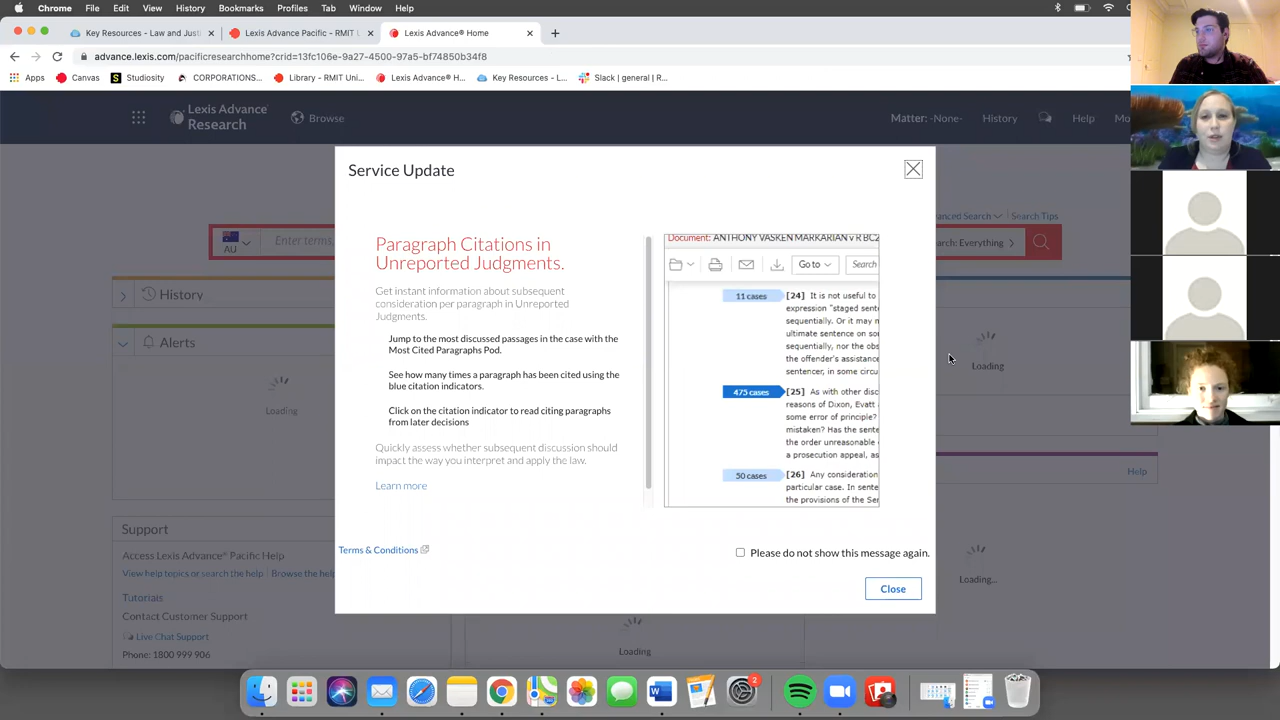 Chrome File Edit View History Bookmarks Profiles Tab Window Help
Key Resources - Law and Just
Lexis Advance Pacific - RMIT L
Lexis Advance® Home
advance.lexis.com/pacificresearchhome?crid=13fc106e-9a27-4500-97a5-bf74850b34f8
Apps Canvas Studiosity CORPORATIONS... Library - RMIT Uni... Lexis Advance® H... Key Resources - L... Slack | general | R...
Lexis Advance®
Research
Browse
Matter: -None- History Help Mo
Service Update
dvanced Search Search Tips
AU
Enter terms,
arch: Everything
Paragraph Citations in
Unreported Judgments.
Get instant information about subsequent
consideration per paragraph in Unreported
Judgments.
Jump to the most discussed passages in the case with the
Most Cited Paragraphs Pod.
See how many times a paragraph has been cited using the
blue citation indicators.
Click on the citation indicator to read citing paragraphs
from later decisions
Quickly assess whether subsequent discussion should
impact the way you interpret and apply the law.
Learn more
Document: ANTHONY VASKEN MARKARIAN v R BC2
Go to Search
11 cases
[24] It is not useful to
expression "staged sent
sequentially. Or it may n
ultimate sentence on so
sequentially, nor the obs
the offender's assistance
sentencer, in some circu
475 cases
[25] As with other disc
reasons of Dixon, Evatt a
some error of principle?
mistaken? Has the sente
the order unreasonable o
a prosecution appeal, as
50 cases
[26] Any consideration
particular case. In sente
the provisions of the Ser
Terms & Conditions
Please do not show this message again.
Close
History
Alerts
Loading
Loading
Help
Support
Access Lexis Advance® Pacific Help
View help topics or search the help Browse the help
Tutorials
Contact Customer Support
Live Chat Support
Phone: 1800 999 906
Loading...
Loading
2